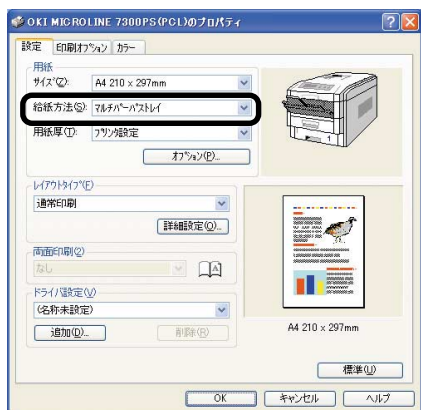 OKI MICROLINE 7300PS(PCL)のプロパティ
設定 印刷オプション カラー
用紙
サイズ(Z): A4 210 x 297mm
給紙方法(S): マルチパーパストレイ
用紙厚(T): プリンタ設定
オプション(P)...
レイアウトタイプ(F)
通常印刷
詳細設定(O)...
両面印刷(2)
なし
ドライバ設定(V)
(名称未設定)
追加(D)... 削除(R)
A4 210 x 297mm
標準(U)
OK キャンセル ヘルプ